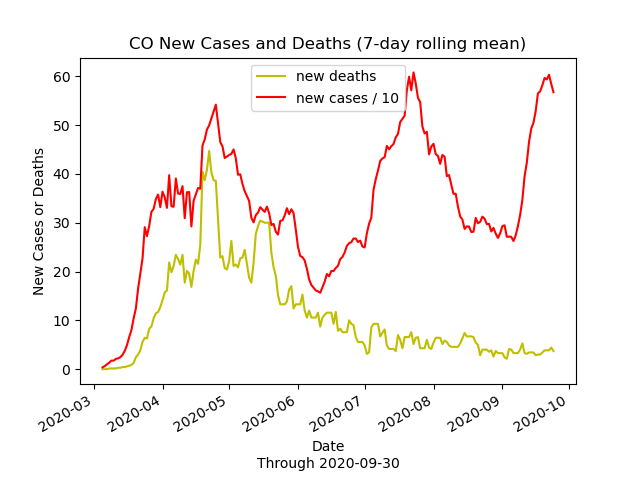 CO New Cases and Deaths (7-day rolling mean)
new deaths
new cases / 10
60
50
40
30
20
10
0
New Cases or Deaths
2020-03
2020-04
2020-05
2020-06
2020-07
2020-08
2020-09
2020-10
Date
Through 2020-09-30